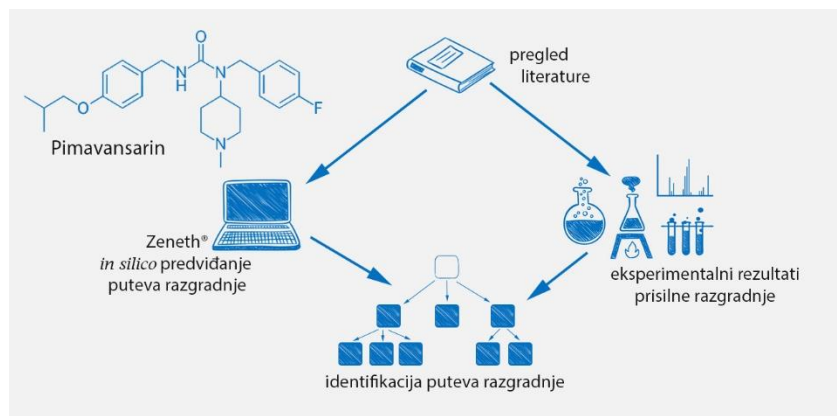 O
N
H
N
F
O
N
Pimavansarin
pregled
literature
Zeneth®
in silico predviđanje
puteva razgradnje
eksperimentalni rezultati
prisilne razgradnje
identifikacija puteva razgradnje